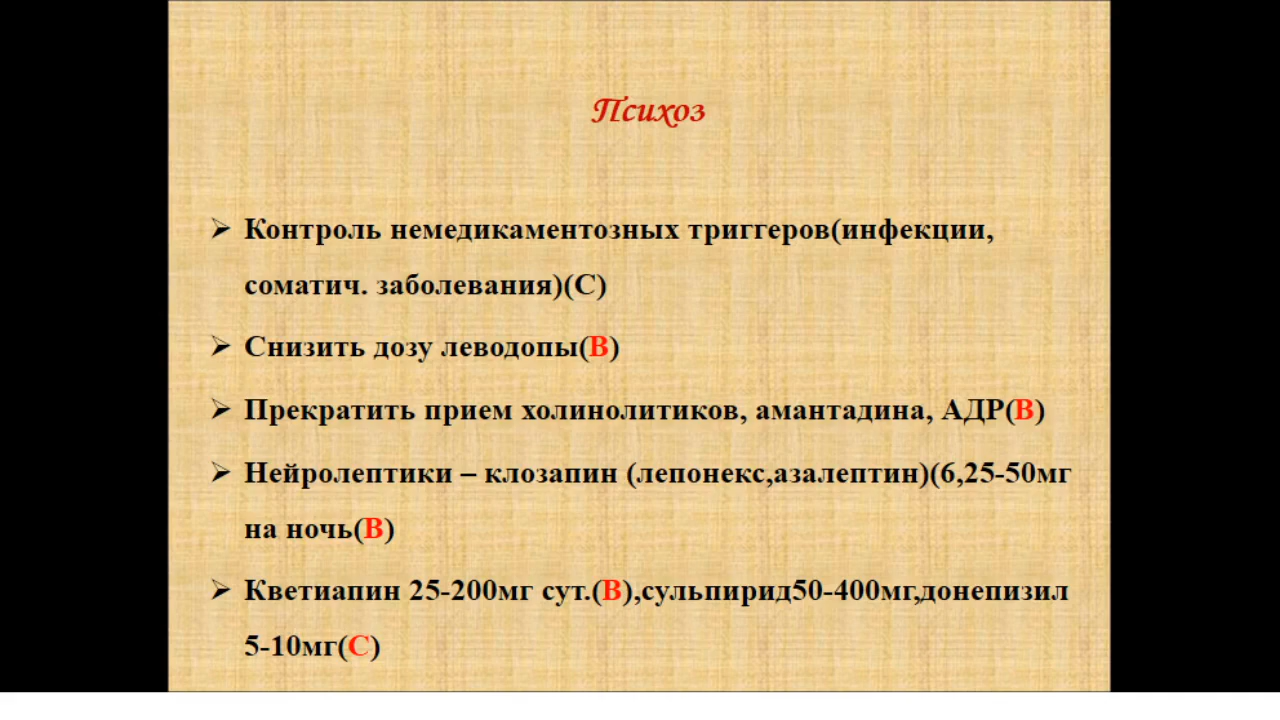 Психоз
➢ Контроль немедикаментозных триггеров(инфекции,
соматич. заболевания)(С)
➢ Снизить дозу леводопы(В)
➢ Прекратить прием холинолитиков, амантадина, АДР(В)
➢ Нейролептики – клозапин (лепонекс,азалептин)(6,25-50мг
на ночь(В)
➢ Кветиапин 25-200мг сут.(В),сульпирид50-400мг,донепизил
5-10мг(С)